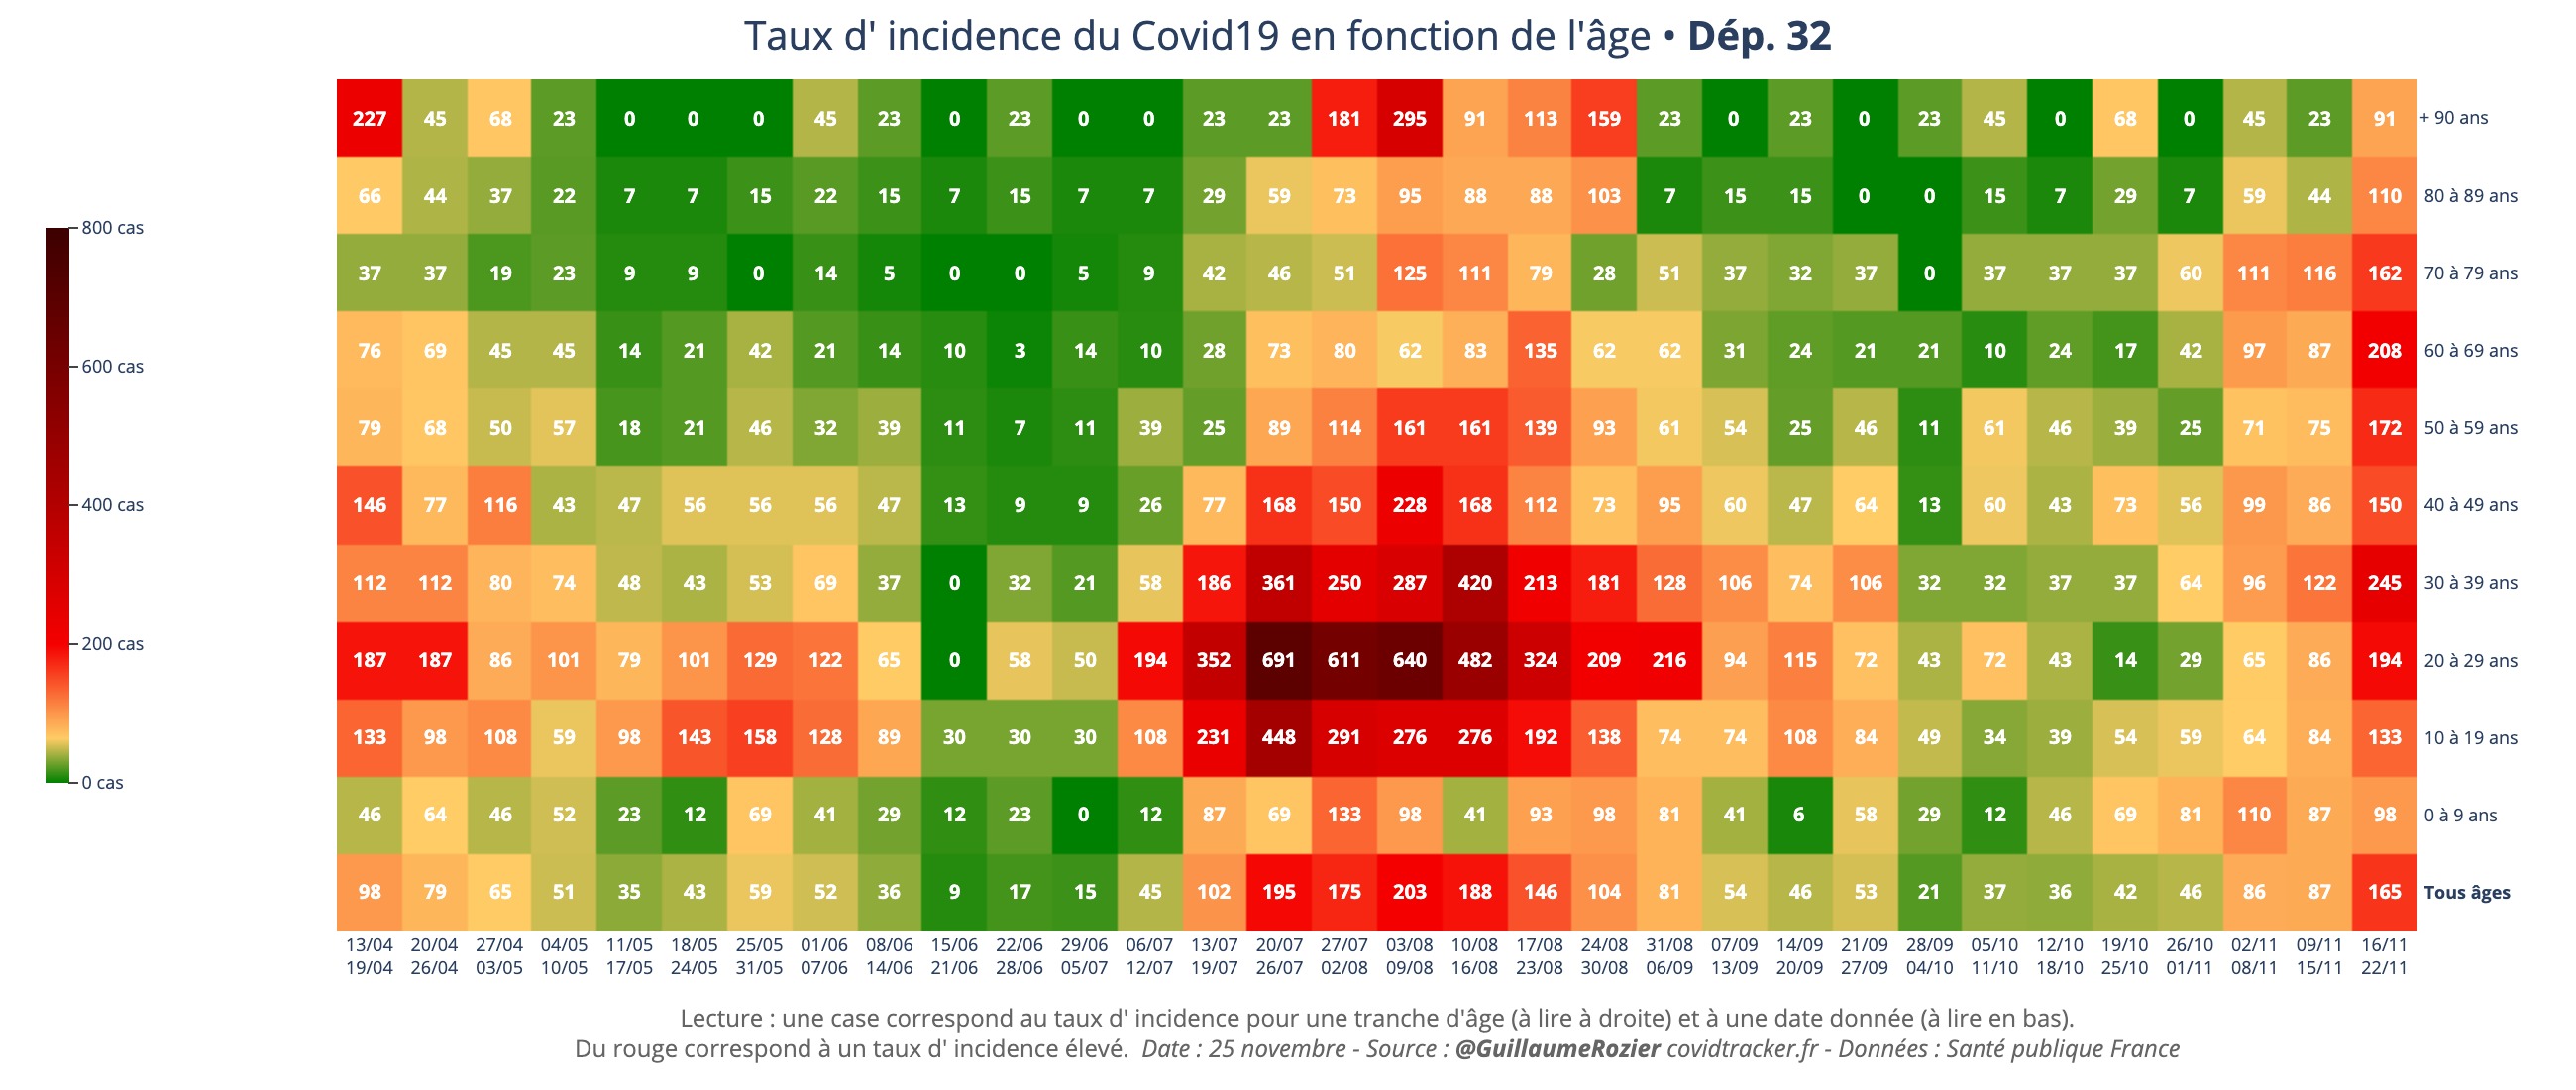 Taux d' incidence du Covid19 en fonction de l'âge • Dép. 32
800 cas
600 cas
400 cas
200 cas
0 cas
227 45 68 23 0 0 0 45 23 0 23 0 0 23 23 181 295 91 113 159 23 0 23 0 23 45 0 68 0 45 23 91 + 90 ans
66 44 37 22 7 7 15 22 15 7 15 7 7 29 59 73 95 88 88 103 7 15 15 0 0 15 7 29 7 59 44 110 80 à 89 ans
37 37 19 23 9 9 0 14 5 0 0 5 9 42 46 51 125 111 79 28 51 37 32 37 0 37 37 37 60 111 116 162 70 à 79 ans
76 69 45 45 14 21 42 21 14 10 3 14 10 28 73 80 62 83 135 62 62 31 24 21 21 10 24 17 42 97 87 208 60 à 69 ans
79 68 50 57 18 21 46 32 39 11 7 11 39 25 89 114 161 161 139 93 61 54 25 46 11 61 46 39 25 71 75 172 50 à 59 ans
146 77 116 43 47 56 56 56 47 13 9 9 26 77 168 150 228 168 112 73 95 60 47 64 13 60 43 73 56 99 86 150 40 à 49 ans
112 112 80 74 48 43 53 69 37 0 32 21 58 186 361 250 287 420 213 181 128 106 74 106 32 32 37 37 64 96 122 245 30 à 39 ans
187 187 86 101 79 101 129 122 65 0 58 50 194 352 691 611 640 482 324 209 216 94 115 72 43 72 43 14 29 65 86 194 20 à 29 ans
133 98 108 59 98 143 158 128 89 30 30 30 108 231 448 291 276 276 192 138 74 74 108 84 49 34 39 54 59 64 84 133 10 à 19 ans
46 64 46 52 23 12 69 41 29 12 23 0 12 87 69 133 98 41 93 98 81 41 6 58 29 12 46 69 81 110 87 98 0 à 9 ans
98 79 65 51 35 43 59 52 36 9 17 15 45 102 195 175 203 188 146 104 81 54 46 53 21 37 36 42 46 86 87 165 Tous âges
13/04 20/04 27/04 04/05 11/05 18/05 25/05 01/06 08/06 15/06 22/06 29/06 06/07 13/07 20/07 27/07 03/08 10/08 17/08 24/08 31/08 07/09 14/09 21/09 28/09 05/10 12/10 19/10 26/10 02/11 09/11 16/11
19/04 26/04 03/05 10/05 17/05 24/05 31/05 07/06 14/06 21/06 28/06 05/07 12/07 19/07 26/07 02/08 09/08 16/08 23/08 30/08 06/09 13/09 20/09 27/09 04/10 11/10 18/10 25/10 01/11 08/11 15/11 22/11
Lecture : une case correspond au taux d' incidence pour une tranche d'âge (à lire à droite) et à une date donnée (à lire en bas).
Du rouge correspond à un taux d' incidence élevé. Date : 25 novembre - Source : @GuillaumeRozier covidtracker.fr - Données : Santé publique France